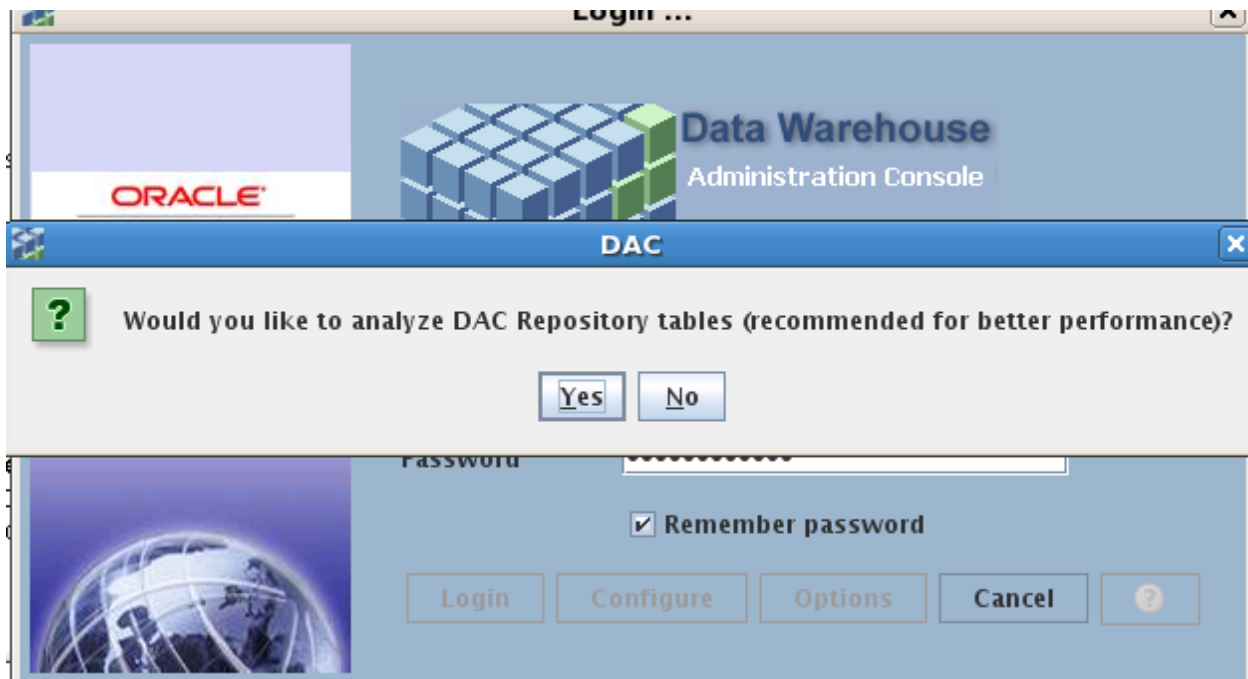 Login ...
Data Warehouse
Administration Console
ORACLE
DAC
Would you like to analyze DAC Repository tables (recommended for better performance)?
Yes No
Password
Remember password
Login Configure Options Cancel ?